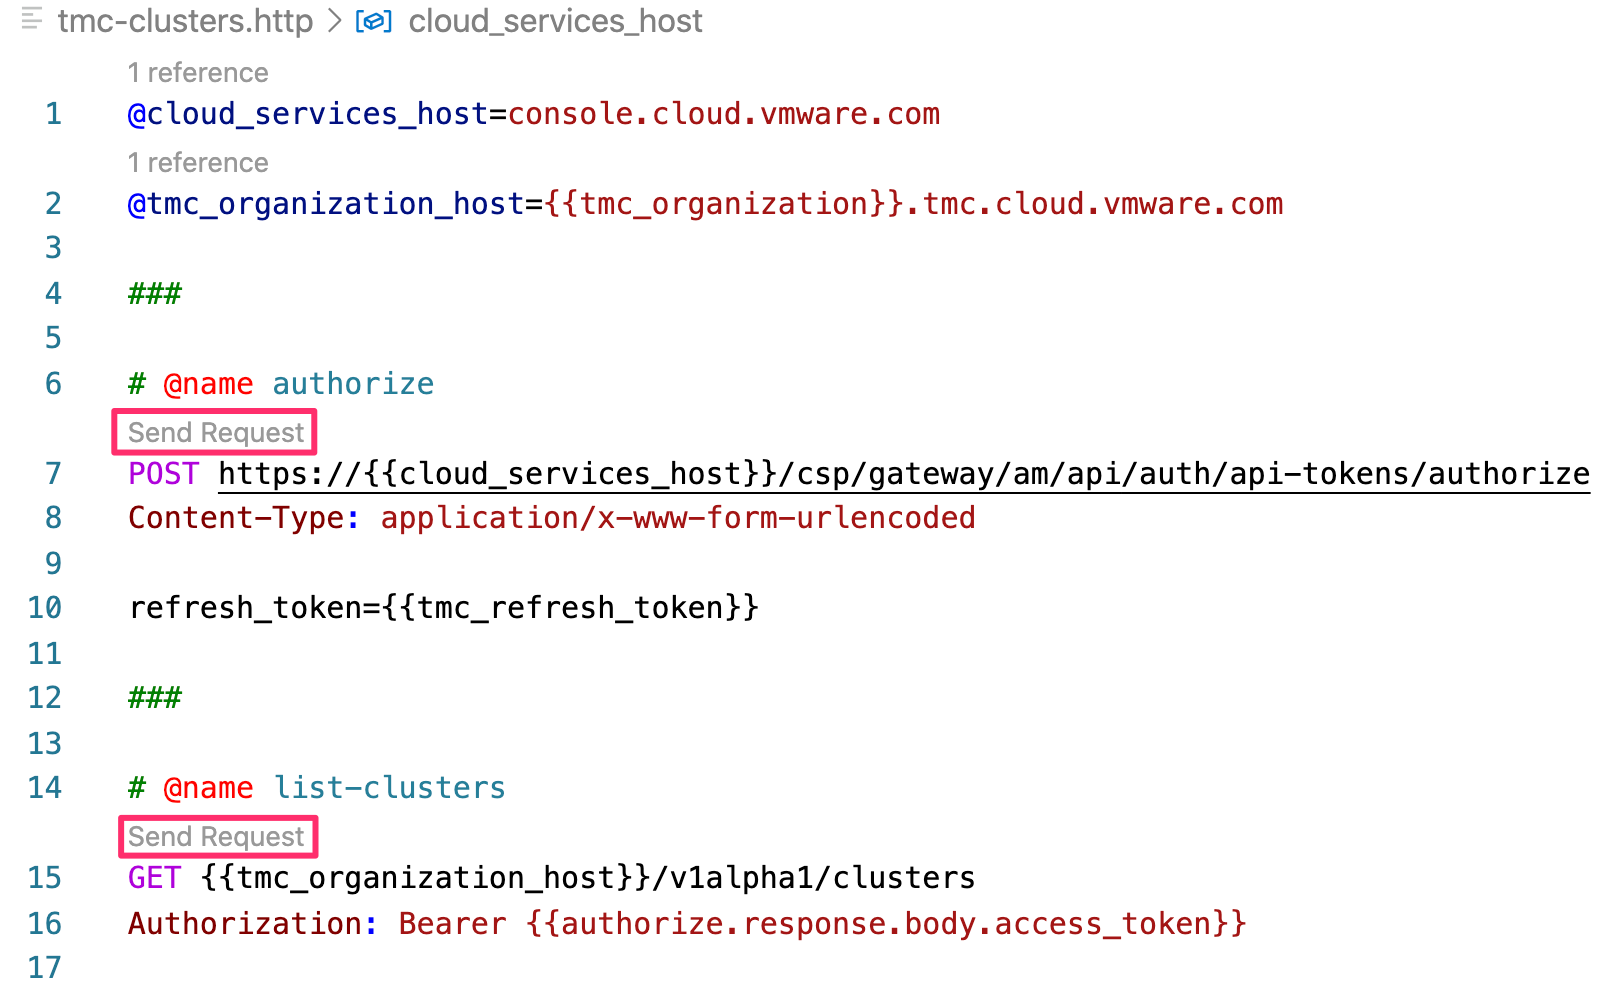 tmc-clusters.http > cloud_services_host
1 reference
1 @cloud_services_host=console.cloud.vmware.com
1 reference
2 @tmc_organization_host={{tmc_organization}}.tmc.cloud.vmware.com
3
4 ###
5
6 # @name authorize
Send Request
7 POST https://{{cloud_services_host}}/csp/gateway/am/api/auth/api-tokens/authorize
8 Content-Type: application/x-www-form-urlencoded
9
10 refresh_token={{tmc_refresh_token}}
11
12 ###
13
14 # @name list-clusters
Send Request
15 GET {{tmc_organization_host}}/v1alpha1/clusters
16 Authorization: Bearer {{authorize.response.body.access_token}}
17